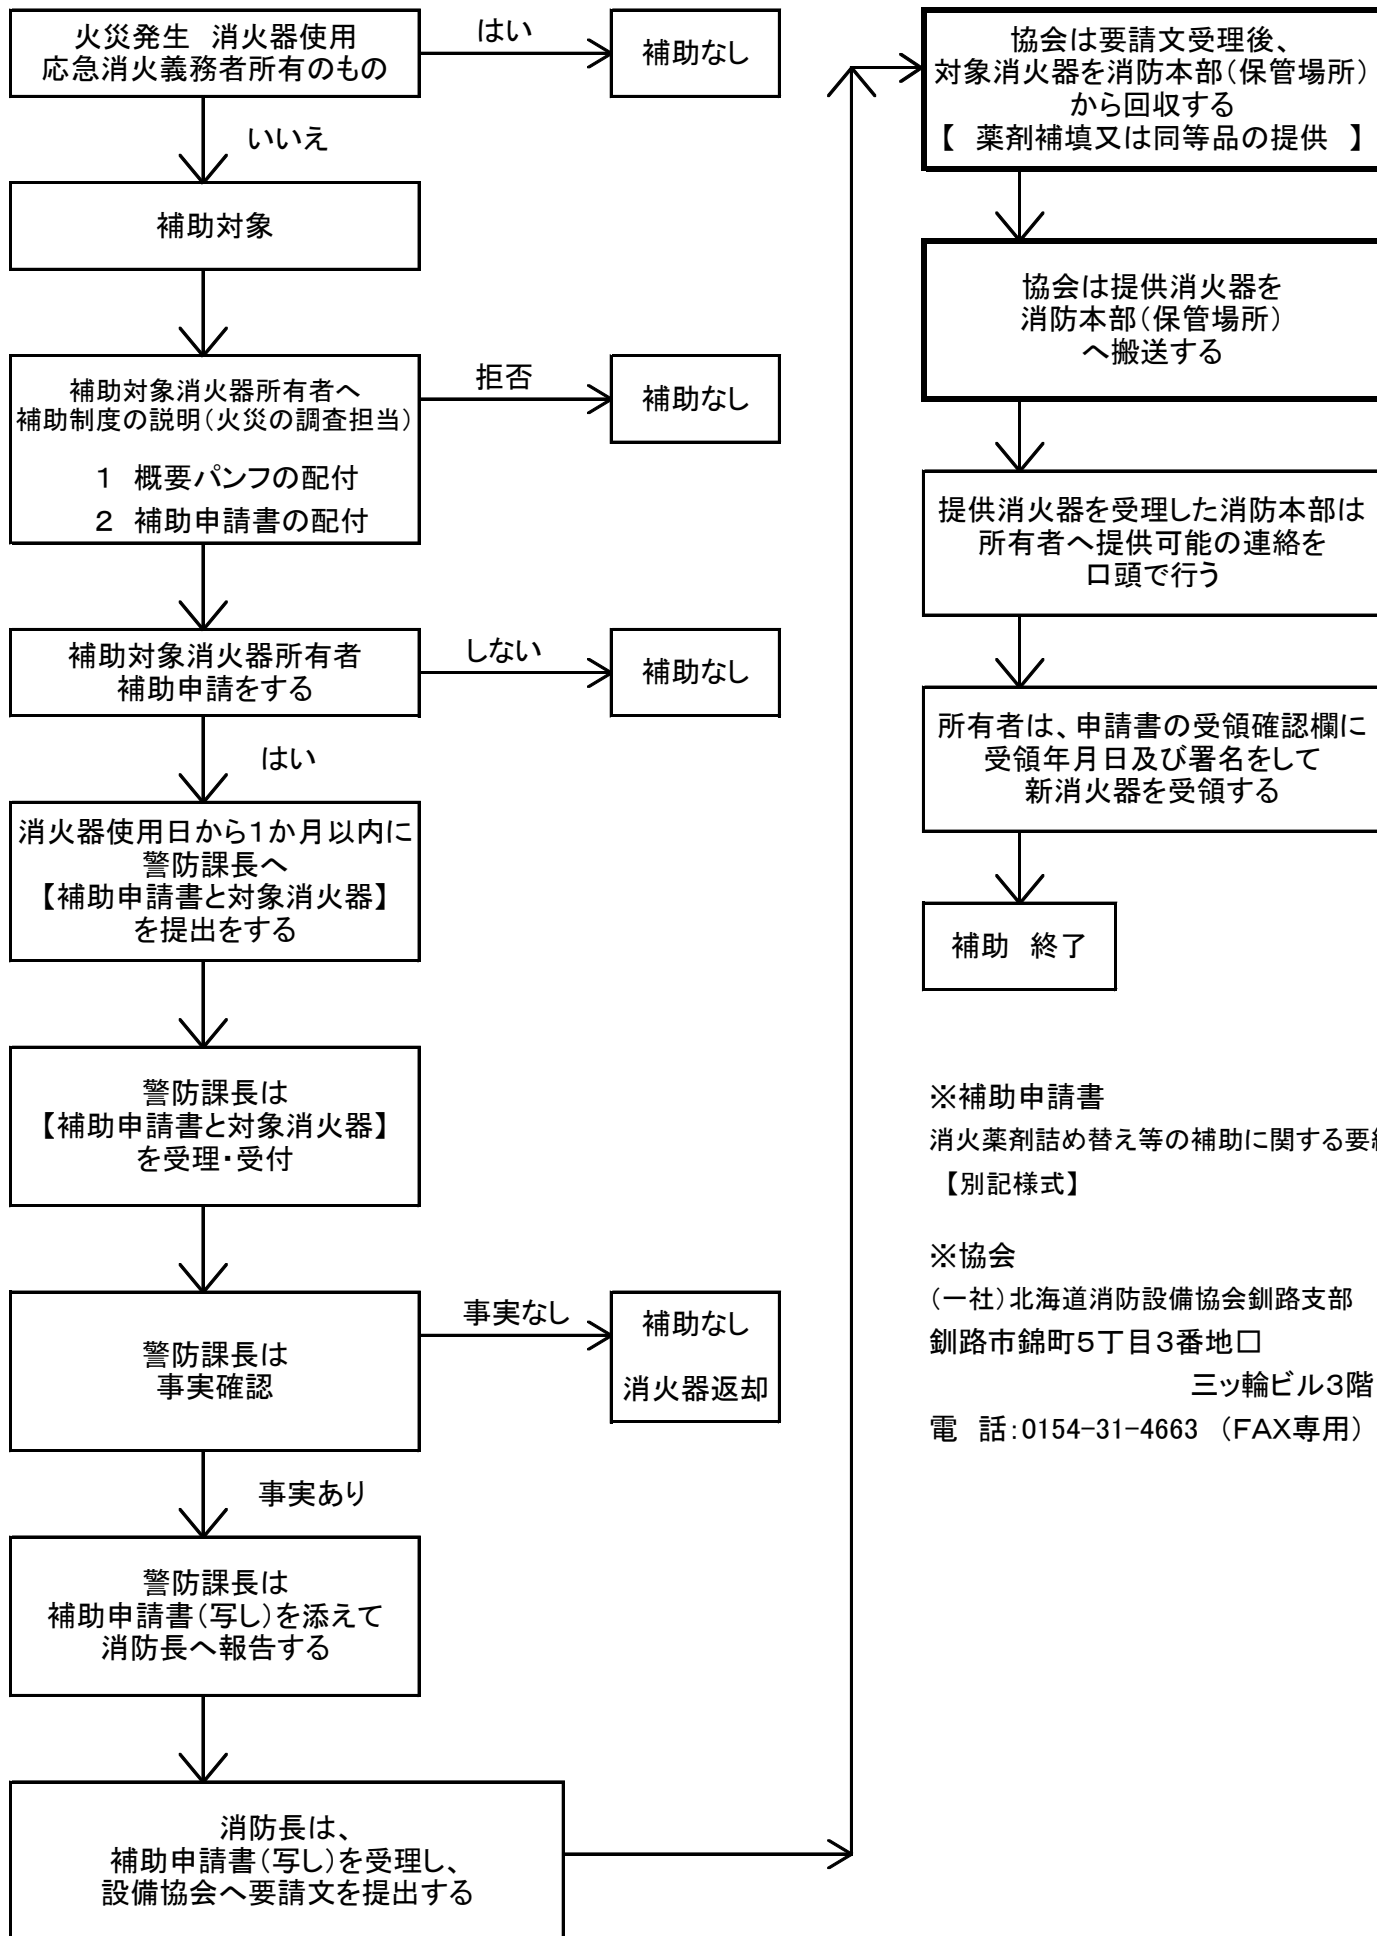 火災発生　消火器使用
応急消火義務者所有のもの
はい
補助なし
いいえ
補助対象
補助対象消火器所有者へ
補助制度の説明（火災の調査担当）
１　概要パンフの配付
２　補助申請書の配付
拒否
補助なし
補助対象消火器所有者
補助申請をする
しない
補助なし
はい
消火器使用日から１か月以内に
警防課長へ
【補助申請書と対象消火器】
を提出をする
警防課長は
【補助申請書と対象消火器】
を受理・受付
警防課長は
事実確認
事実なし
補助なし
消火器返却
事実あり
警防課長は
補助申請書（写し）を添えて
消防長へ報告する
消防長は、
補助申請書（写し）を受理し、
設備協会へ要請文を提出する
協会は要請文受理後、
対象消火器を消防本部（保管場所）
から回収する
【　薬剤補填又は同等品の提供　】
協会は提供消火器を
消防本部（保管場所）
へ搬送する
提供消火器を受理した消防本部は
所有者へ提供可能の連絡を
口頭で行う
所有者は、申請書の受領確認欄に
受領年月日及び署名をして
新消火器を受領する
補助　終了
※補助申請書
消火薬剤詰め替え等の補助に関する要
【別記様式】
※協会
（一社）北海道消防設備協会釧路支部
釧路市錦町５丁目３番地□
三ッ輪ビル３階
電　話：0154-31-4663　（ＦＡＸ専用）